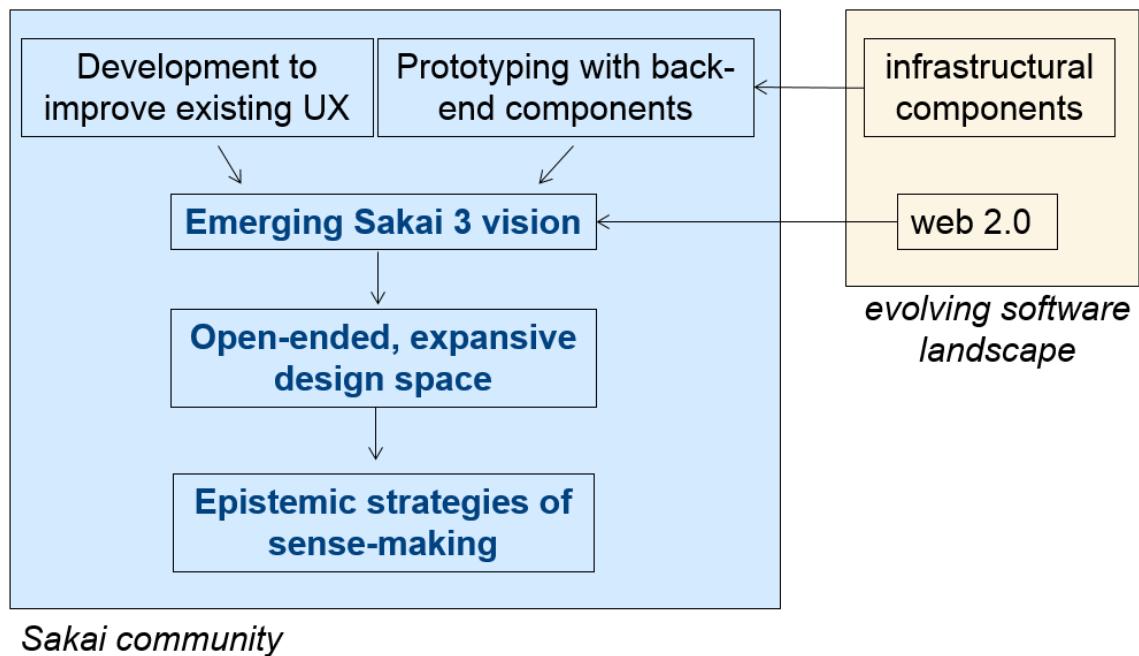 Development to
improve existing UX
Prototyping with back-
end components
infrastructural
components
Emerging Sakai 3 vision
web 2.0
Open-ended, expansive
design space
evolving software
landscape
Epistemic strategies of
sense-making
Sakai community